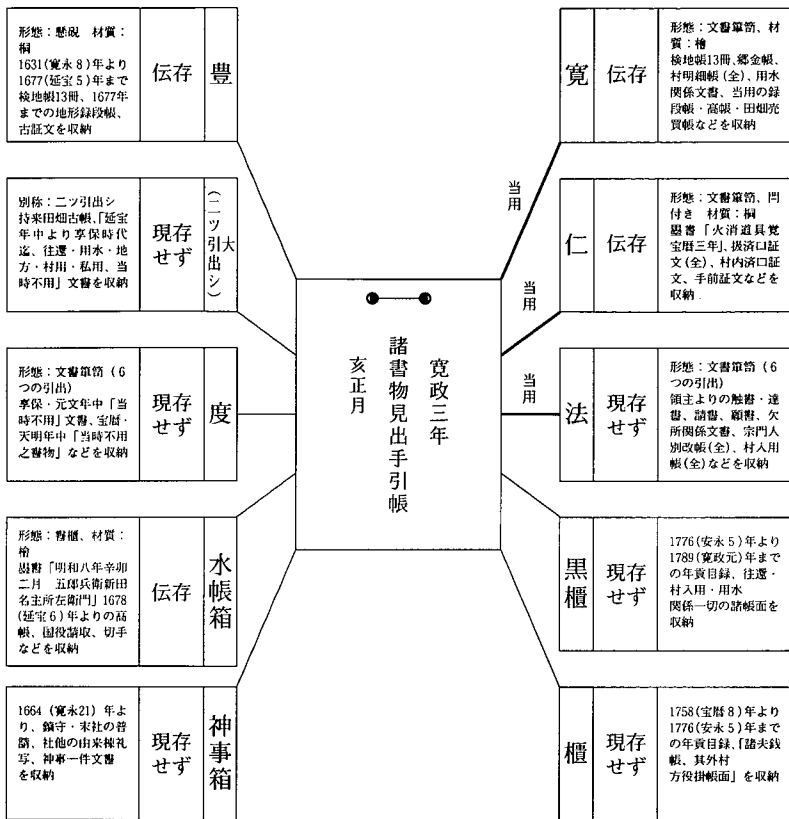 形態：懸硯　材質：
桐
1631(寛永8)年より
1677(延宝5)年まで
検地帳13冊、1677年
までの地形録段帳、
古証文を収納
伝存
豊
別称：二ツ引出シ
持来田畑古帳、「延宝
年中より享保時代
迄、往還・用水・地
方・村用・私用、当
時不用」文書を収納
現存
せず
大
(二ツ引出シ)
形態：文書箪笥（6
つの引出）
享保・元文年中「当
時不用」文書、宝暦・
天明年中「当時不用
之書物」などを収納
現存
せず
度
形態：書櫃、材質：
檜
墨書「明和八年辛卯
二月　五郎兵衛新田
名主所左衛門」1678
(延宝6)年よりの高
帳、国役請取、切手
などを収納
伝存
水帳箱
1664（寛永21）年よ
り、鎮守・末社の普
請、社他の由来棟札
写、神事一件文書
を収納
現存
せず
神事箱
寛政三年
諸書物見出手引帳
亥正月
当用
当用
当用
寛
伝存
形態：文書箪笥、材
質：檜
検地帳13冊、郷金帳、
村明細帳(全)、用水
関係文書、当用の録
段帳・高帳・田畑売
買帳などを収納
仁
伝存
形態：文書箪笥、閂
付き　材質：桐
墨書「火消道具覚
宝暦三年」、扱済口証
文(全)、村内済口証
文、手前証文などを
収納
法
現存
せず
形態：文書箪笥（6
つの引出）
領主よりの触書・達
書、請書、願書、欠
所関係文書、宗門人
別改帳(全)、村入用
帳(全)などを収納
黒櫃
現存
せず
1776(安永5)年より
1789(寛政元)年まで
の年貢目録、往還・
村入用・用水
関係一切の諸帳面を
収納
櫃
現存
せず
1758(宝暦8)年より
1776(安永5)年まで
の年貢目録、「諸夫銭
帳、其外村
方役掛帳面」を収納